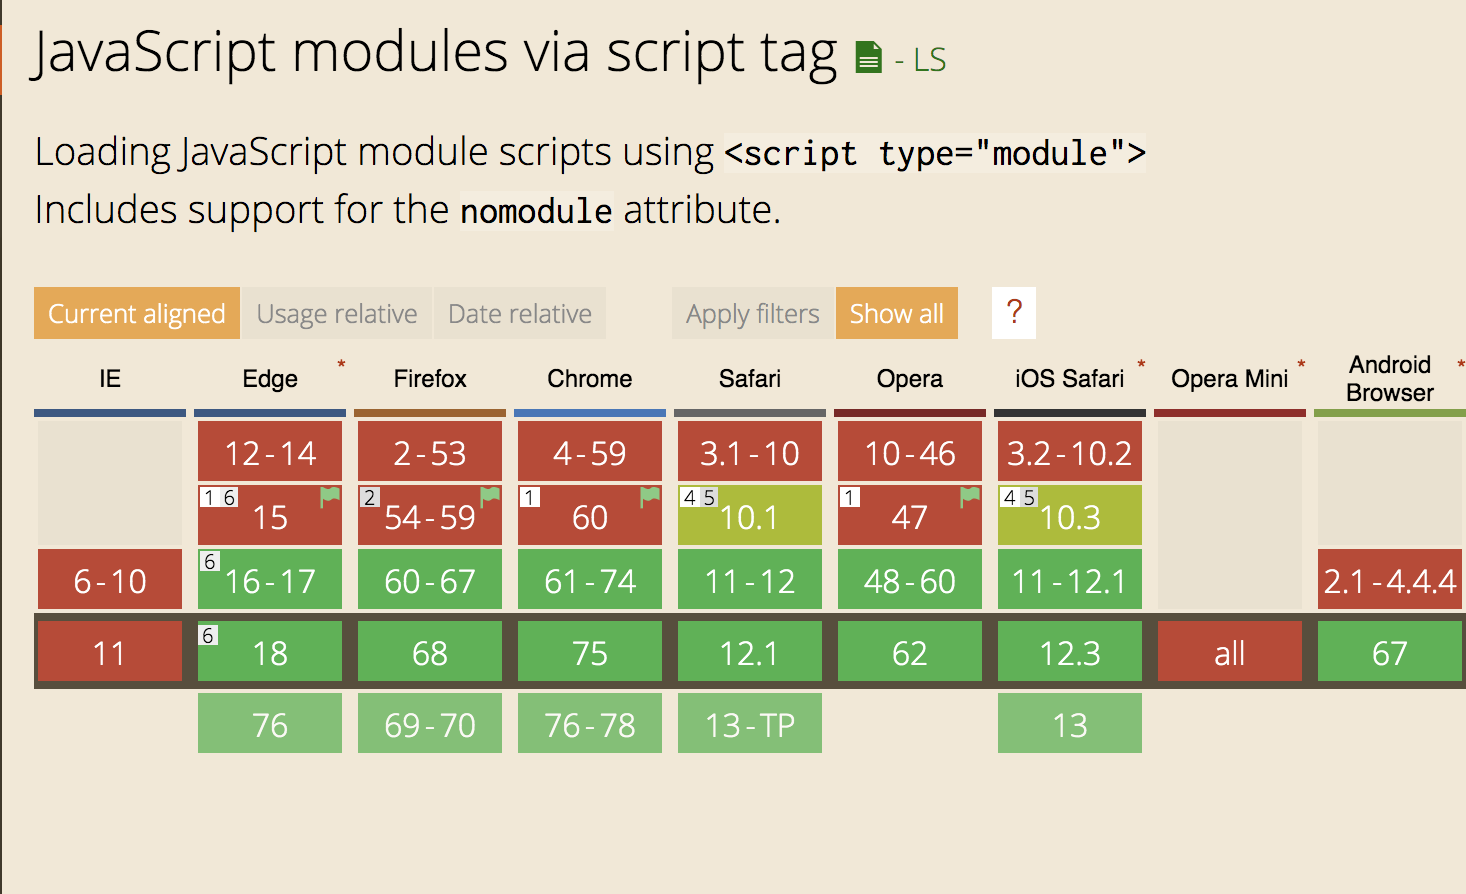 JavaScript modules via script tag - LS
Loading JavaScript module scripts using <script type="module">
Includes support for the nomodule attribute.
Current aligned Usage relative Date relative Apply filters Show all ?
IE Edge * Firefox Chrome Safari Opera iOS Safari * Opera Mini * Android Browser *
12-14 2-53 4-59 3.1-10 10-46 3.2-10.2
1 6 15 2 54-59 1 60 4 5 10.1 1 47 4 5 10.3
6-10 6 16-17 60-67 61-74 11-12 48-60 11-12.1 2.1-4.4.4
11 6 18 68 75 12.1 62 12.3 all 67
76 69-70 76-78 13-TP 13